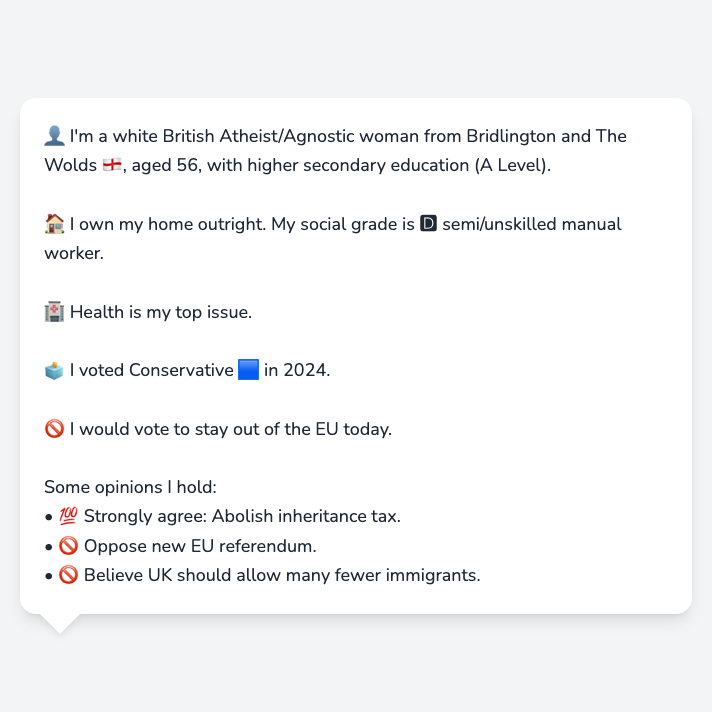 👤 I'm a white British Atheist/Agnostic woman from Bridlington and The
Wolds 🏴󠁧󠁢󠁥󠁮󠁧󠁿, aged 56, with higher secondary education (A Level).
🏠 I own my home outright. My social grade is 🅳 semi/unskilled manual
worker.
🏥 Health is my top issue.
🗳️ I voted Conservative 🟦 in 2024.
🚫 I would vote to stay out of the EU today.
Some opinions I hold:
• 💯 Strongly agree: Abolish inheritance tax.
• 🚫 Oppose new EU referendum.
• 🚫 Believe UK should allow many fewer immigrants.